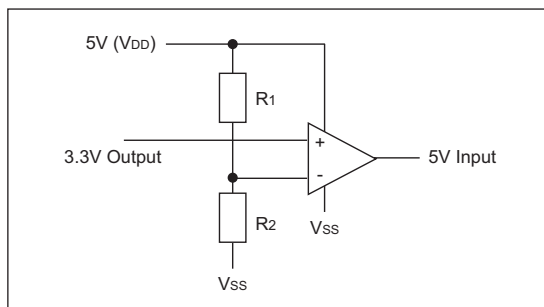 5V (VDD)
R1
+
3.3V Output
5V Input
-
R2
VSS
VSS